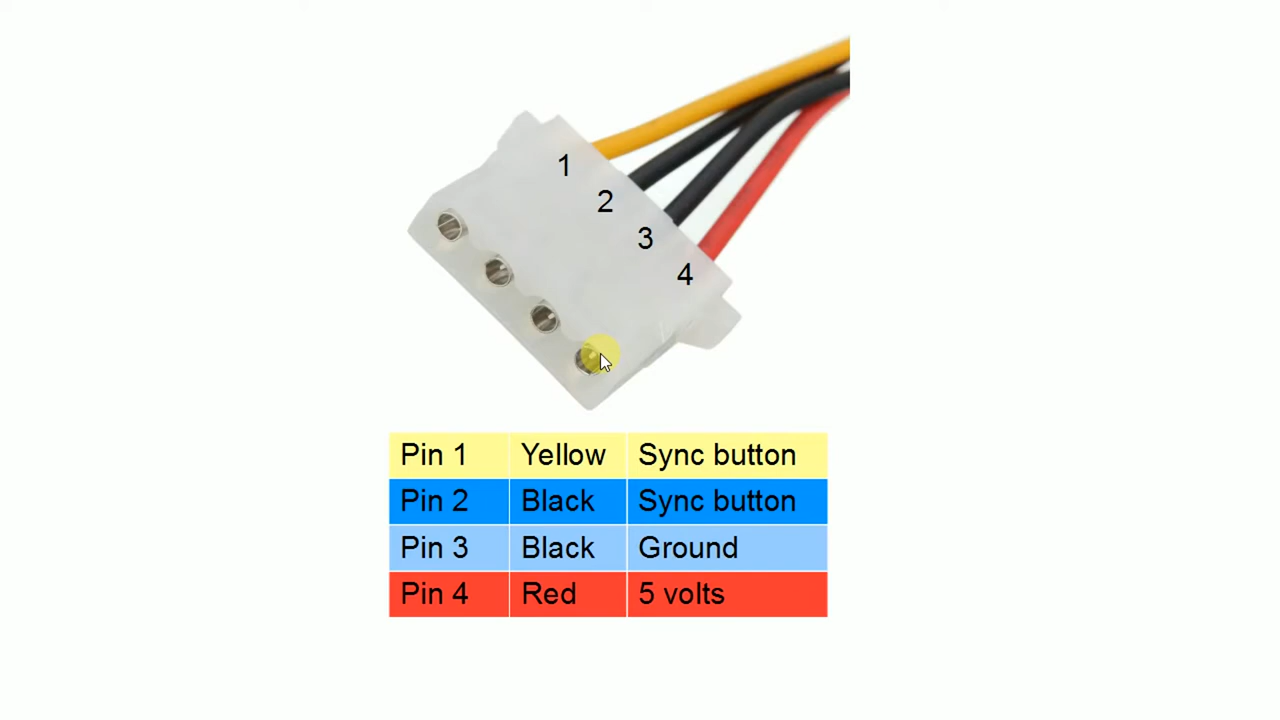 1
2
3
4
Pin 1 Yellow Sync button
Pin 2 Black Sync button
Pin 3 Black Ground
Pin 4 Red 5 volts